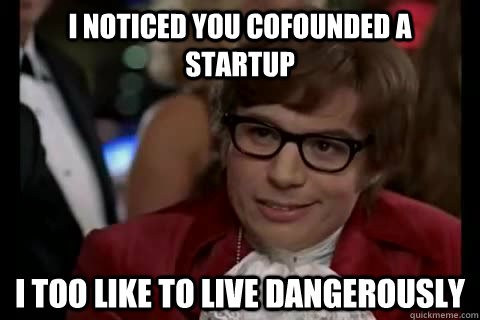 I NOTICED YOU COFOUNDED A
STARTUP
I TOO LIKE TO LIVE DANGEROUSLY
quickmeme.com